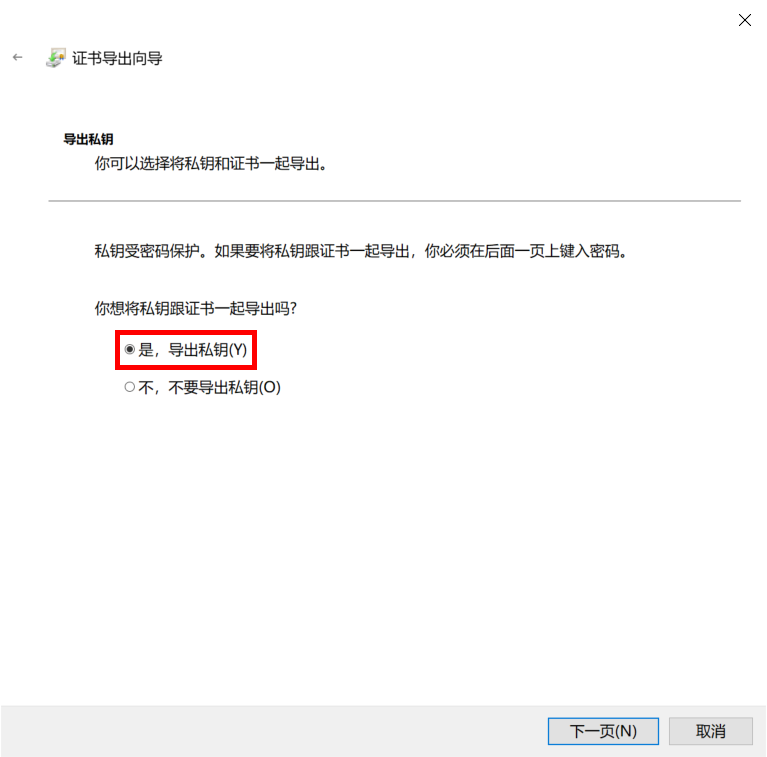 证书导出向导
导出私钥
你可以选择将私钥和证书一起导出。
私钥受密码保护。如果要将私钥跟证书一起导出，你必须在后面一页上键入密码。
你想将私钥跟证书一起导出吗?
是，导出私钥(Y)
不，不要导出私钥(O)
下一页(N) 取消